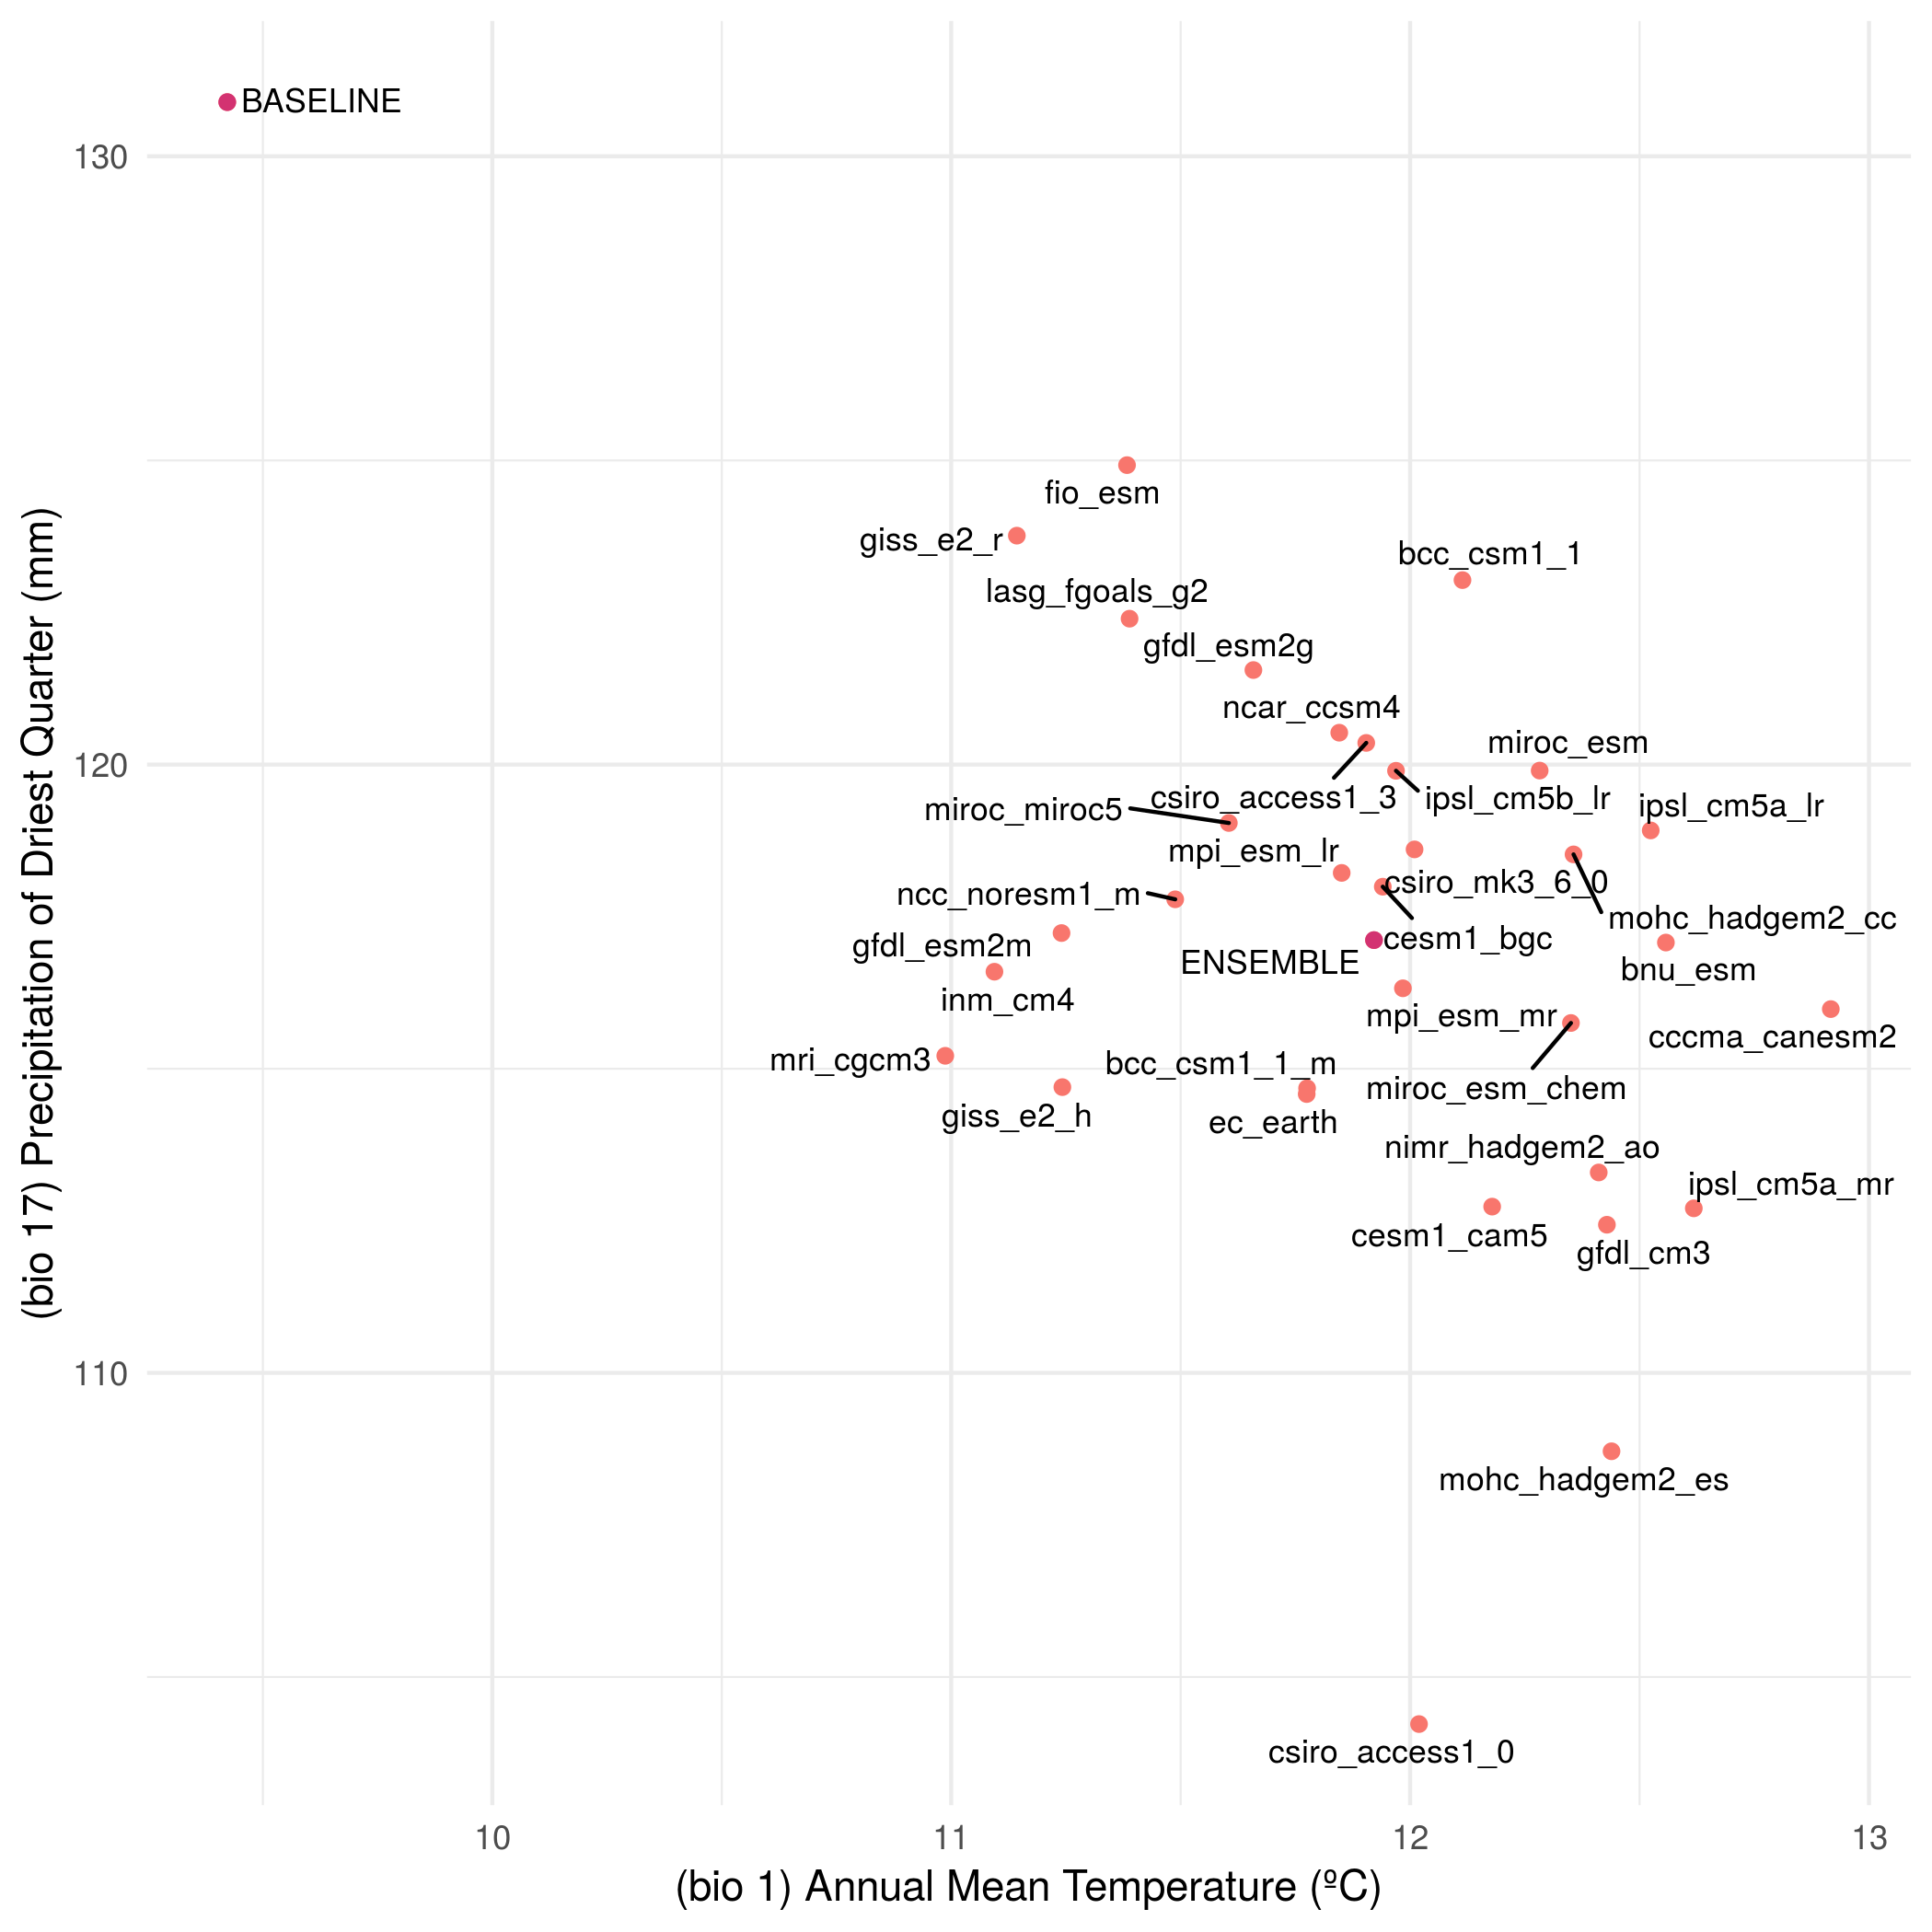 BASELINE
130
fio_esm
giss_e2_r
bcc_csm1_1
lasg_fgoals_g2
gfdl_esm2g
ncar_ccsm4
miroc_esm
120
csiro_access1_3
ipsl_cm5b_lr
ipsl_cm5a_lr
miroc_miroc5
mpi_esm_lr
csiro_mk3_6_0
ncc_noresm1_m
mohc_hadgem2_cc
gfdl_esm2m
cesm1_bgc
ENSEMBLE
bnu_esm
inm_cm4
mpi_esm_mr
cccma_canesm2
mri_cgcm3
bcc_csm1_1_m
miroc_esm_chem
giss_e2_h
ec_earth
nimr_hadgem2_ao
ipsl_cm5a_mr
cesm1_cam5
gfdl_cm3
110
mohc_hadgem2_es
csiro_access1_0
10
11
12
13
(bio 1) Annual Mean Temperature (ºC)
(bio 17) Precipitation of Driest Quarter (mm)